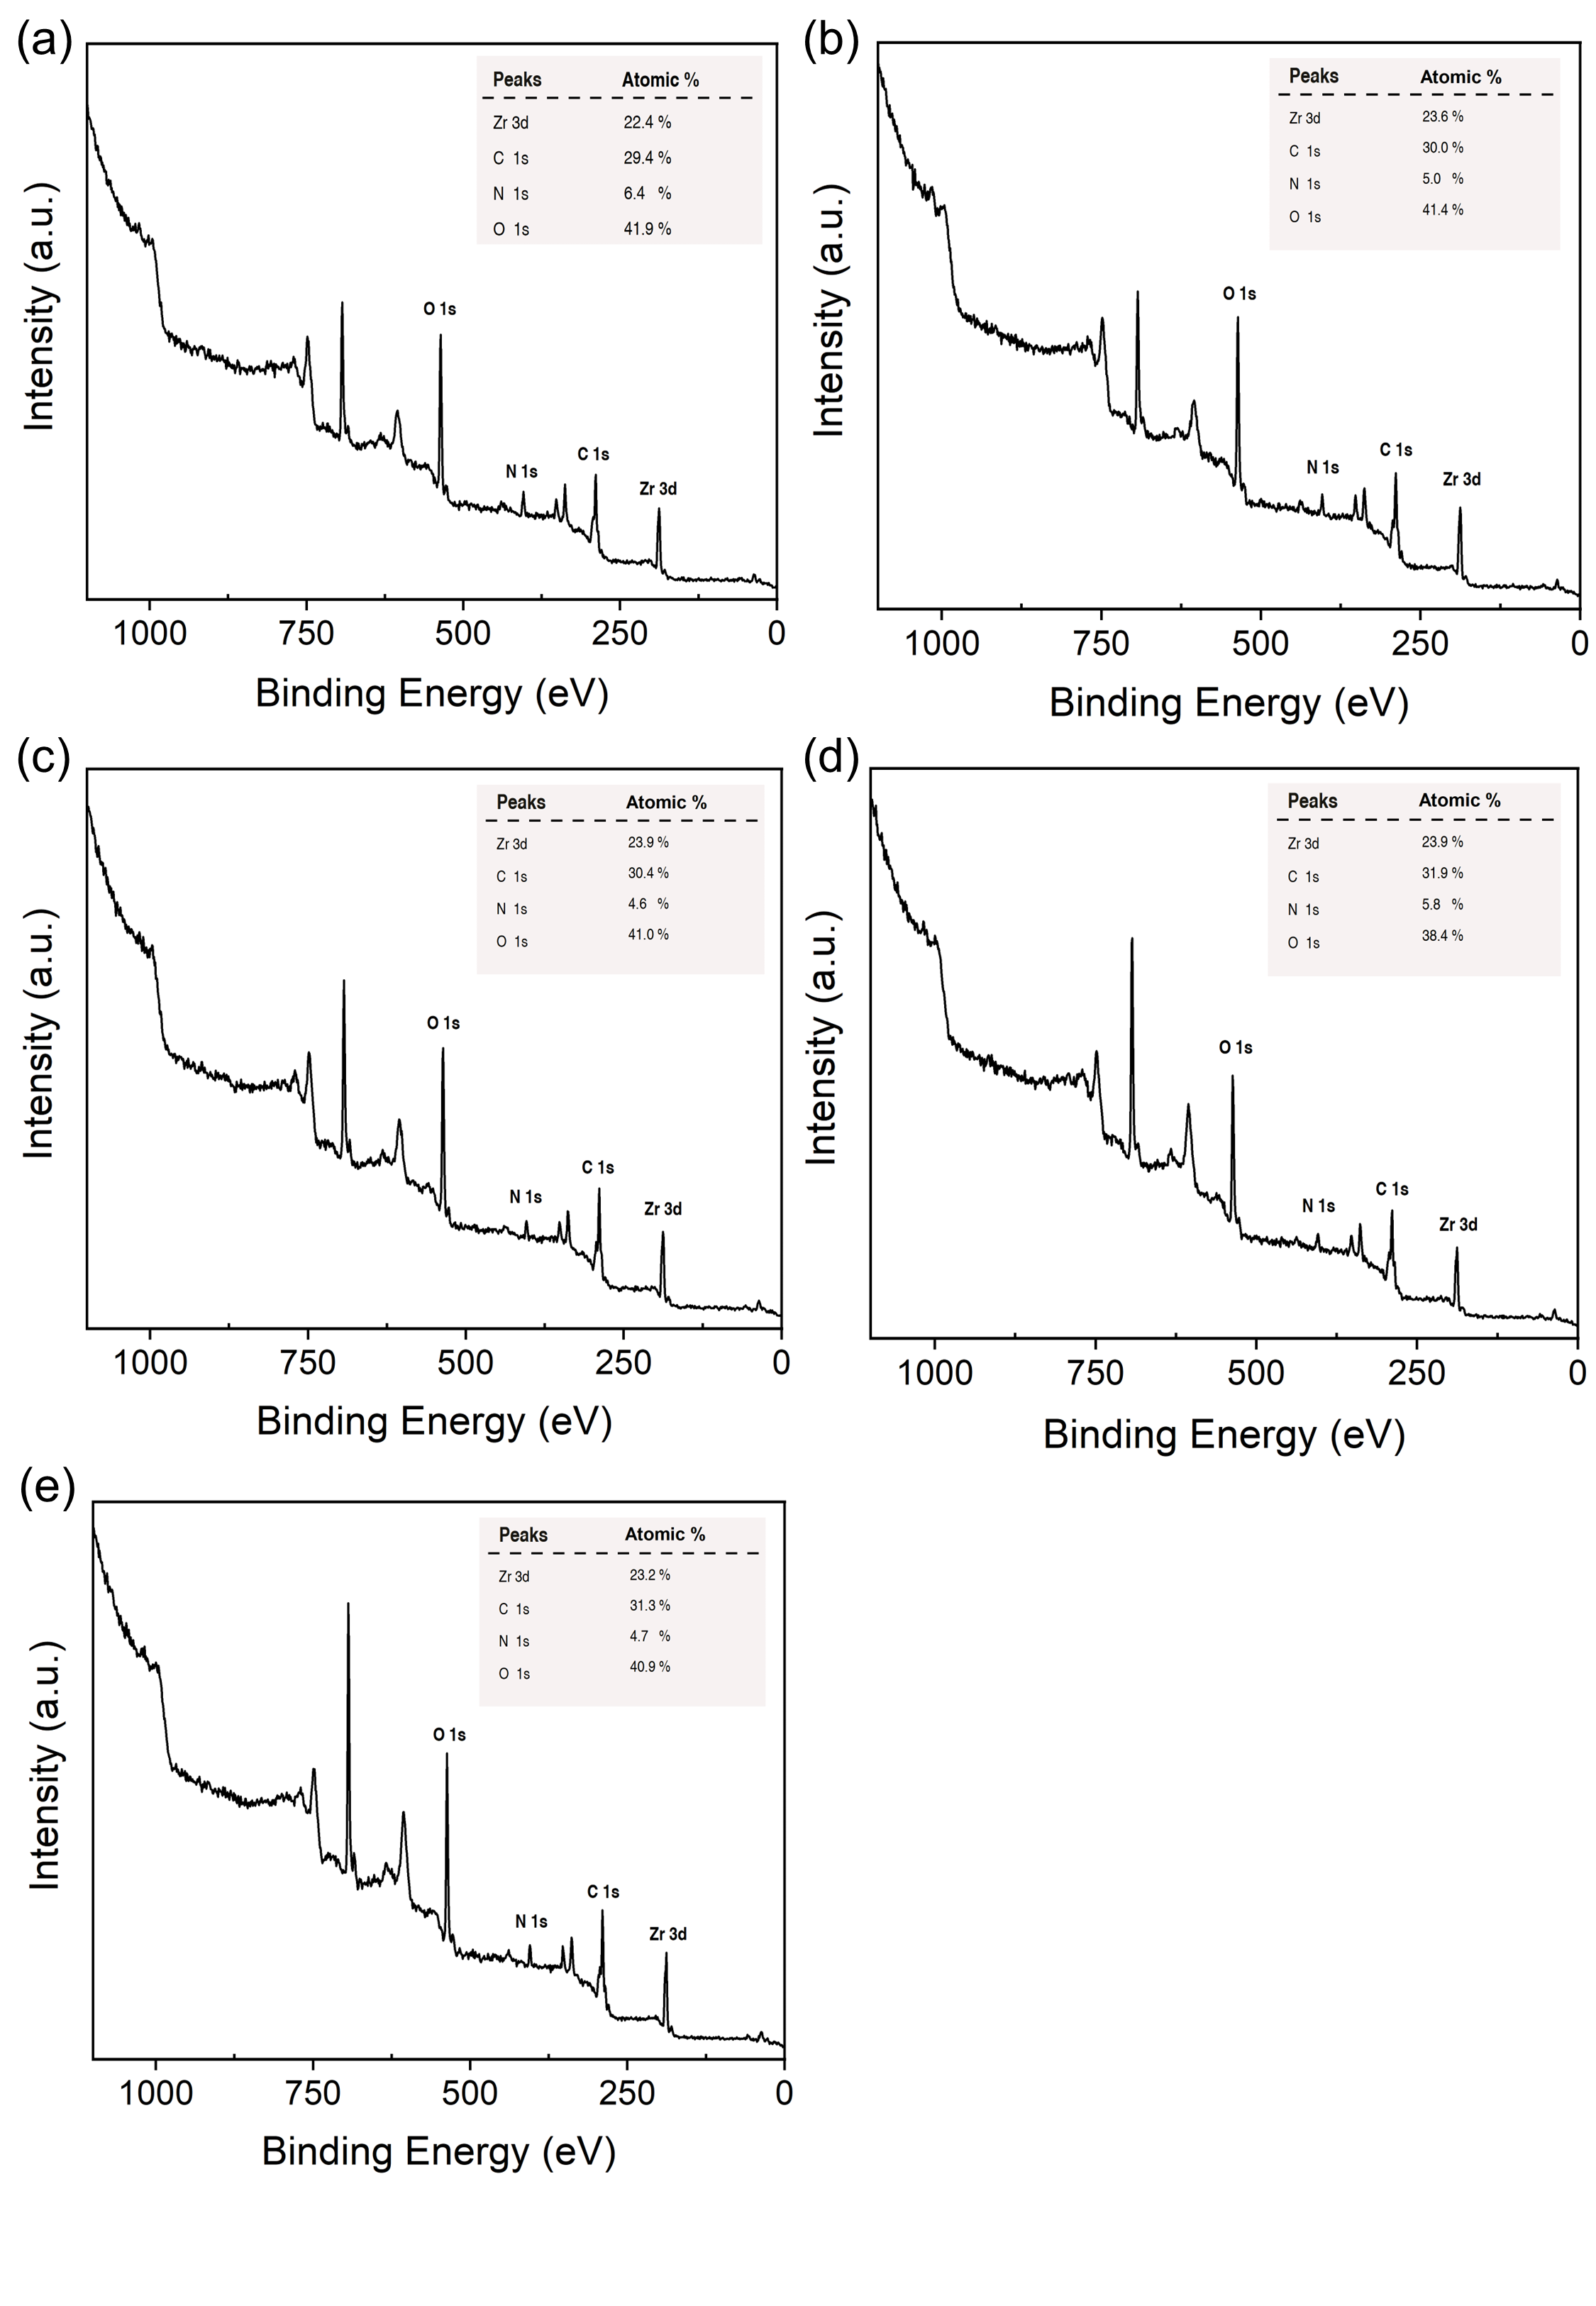 (a)
Peaks Atomic %
Zr 3d 22.4 %
C 1s 29.4 %
N 1s 6.4 %
O 1s 41.9 %
O 1s
N 1s
C 1s
Zr 3d
Intensity (a.u.)
1000 750 500 250 0
Binding Energy (eV)
(b)
Peaks Atomic %
Zr 3d 23.6 %
C 1s 30.0 %
N 1s 5.0 %
O 1s 41.4 %
O 1s
N 1s
C 1s
Zr 3d
Intensity (a.u.)
1000 750 500 250 0
Binding Energy (eV)
(c)
Peaks Atomic %
Zr 3d 23.9 %
C 1s 30.4 %
N 1s 4.6 %
O 1s 41.0 %
O 1s
N 1s
C 1s
Zr 3d
Intensity (a.u.)
1000 750 500 250 0
Binding Energy (eV)
(d)
Peaks Atomic %
Zr 3d 23.9 %
C 1s 31.9 %
N 1s 5.8 %
O 1s 38.4 %
O 1s
N 1s
C 1s
Zr 3d
Intensity (a.u.)
1000 750 500 250 0
Binding Energy (eV)
(e)
Peaks Atomic %
Zr 3d 23.2 %
C 1s 31.3 %
N 1s 4.7 %
O 1s 40.9 %
O 1s
N 1s
C 1s
Zr 3d
Intensity (a.u.)
1000 750 500 250 0
Binding Energy (eV)